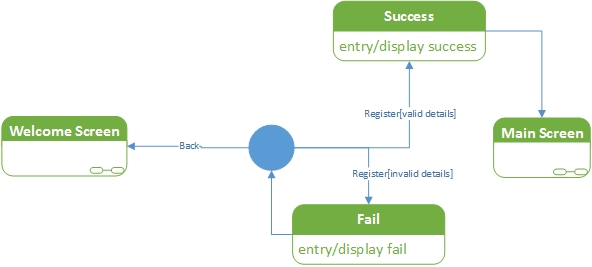 Success
entry/display success
Register[valid details]
Welcome Screen
Back
Main Screen
Register[invalid details]
Fail
entry/display fail